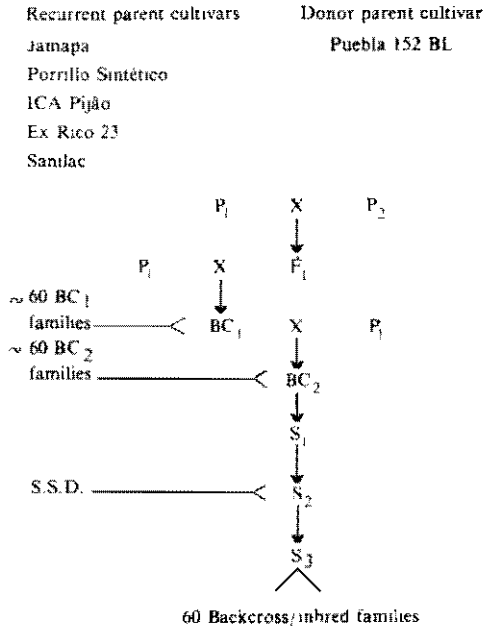 Recurrent parent cultivars Donor parent cultivar
Jamapa Puebla 152 BL
Porrillo Sintético
ICA Pijão
Ex Rico 23
Sanilac
P1 X P2
P1 X F1
~ 60 BC1
families BC1 X P1
~ 60 BC2
families BC2
S1
S.S.D. S2
S3
60 Backcross/inbred families